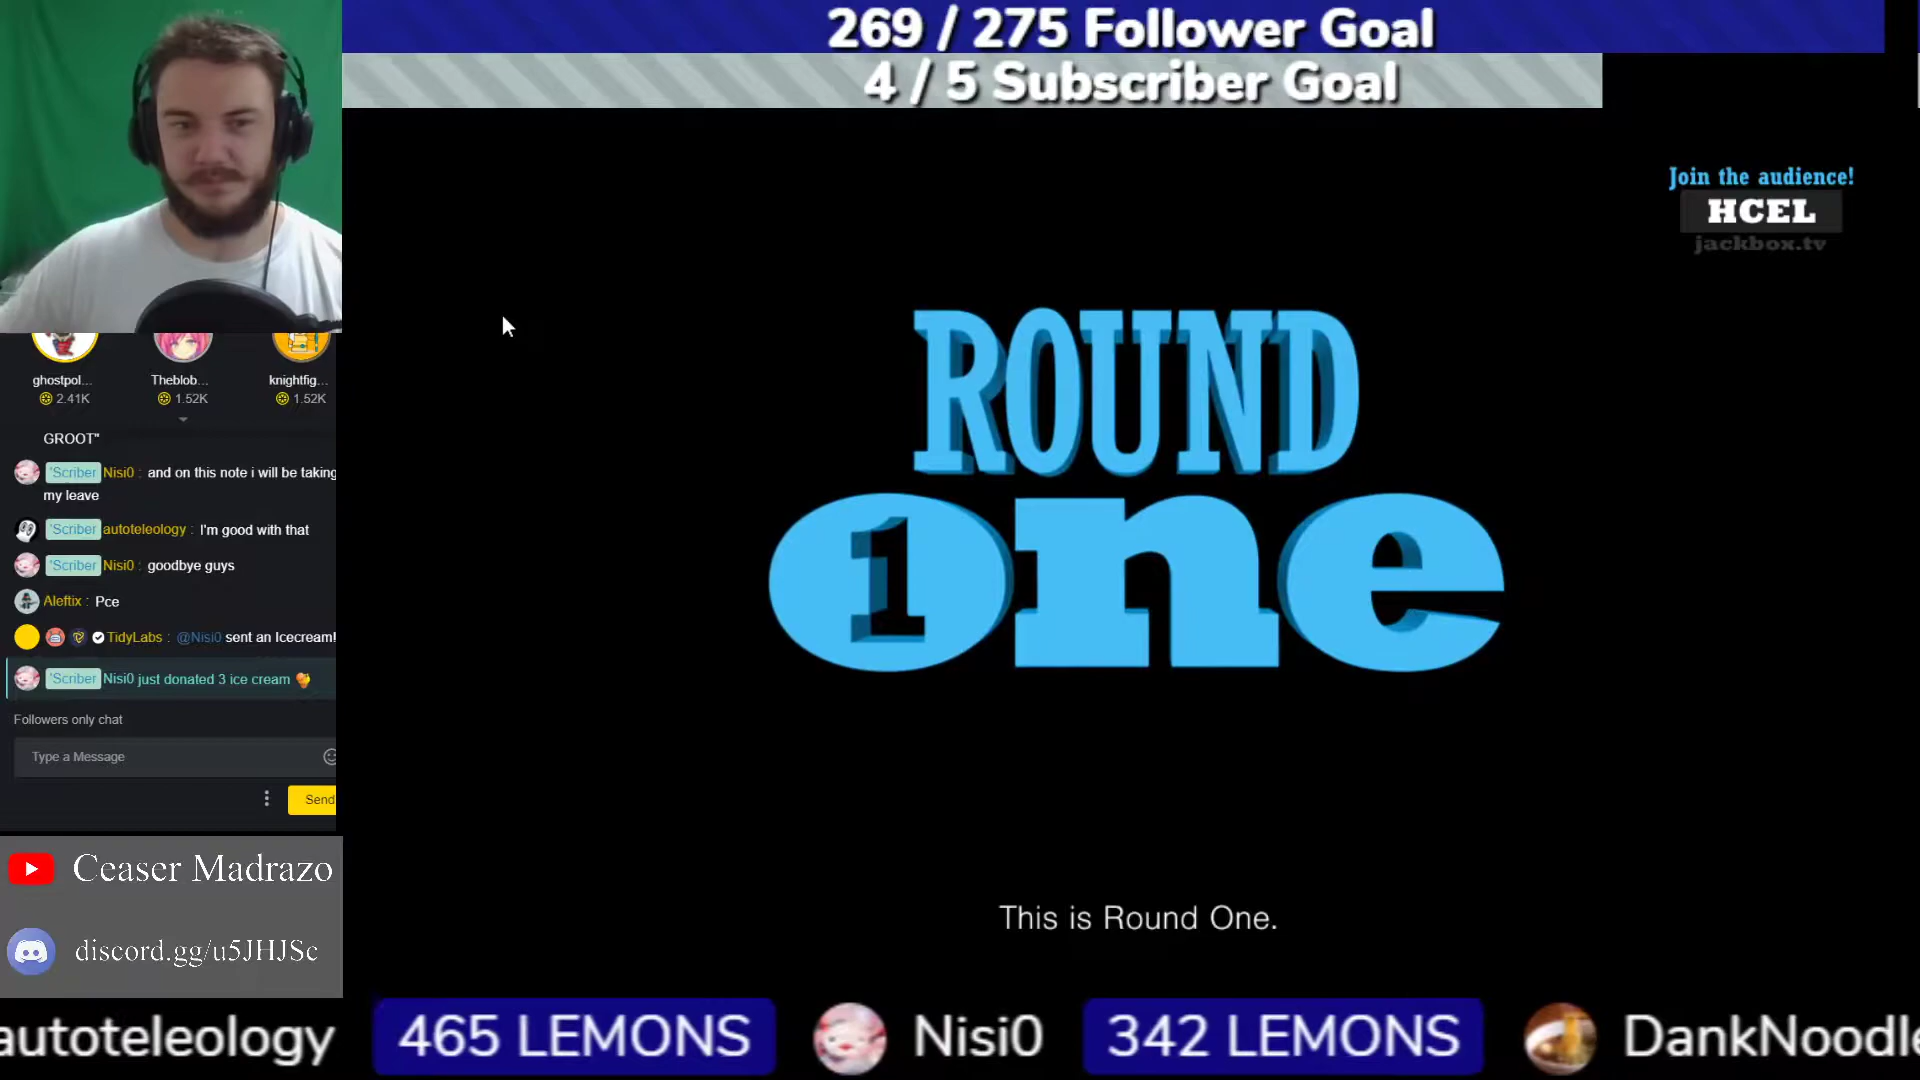 269 / 275 Follower Goal
4 / 5 Subscriber Goal
Join the audience!
HCEL
jackbox.tv
ROUND
One
1
This is Round One.
ghostpol...
Theblob...
knightfig...
2.41K
1.52K
1.52K
GROOT"
'Scriber Nisi0 : and on this note i will be taking
my leave
'Scriber autoteleology : I'm good with that
'Scriber Nisi0 : goodbye guys
Aleftix : Pce
TidyLabs : @Nisi0 sent an Icecream!
'Scriber Nisi0 just donated 3 ice cream
Followers only chat
Type a Message
Send
Ceaser Madrazo
discord.gg/u5JHJSc
autoteleology 465 LEMONS Nisi0 342 LEMONS DankNoodle